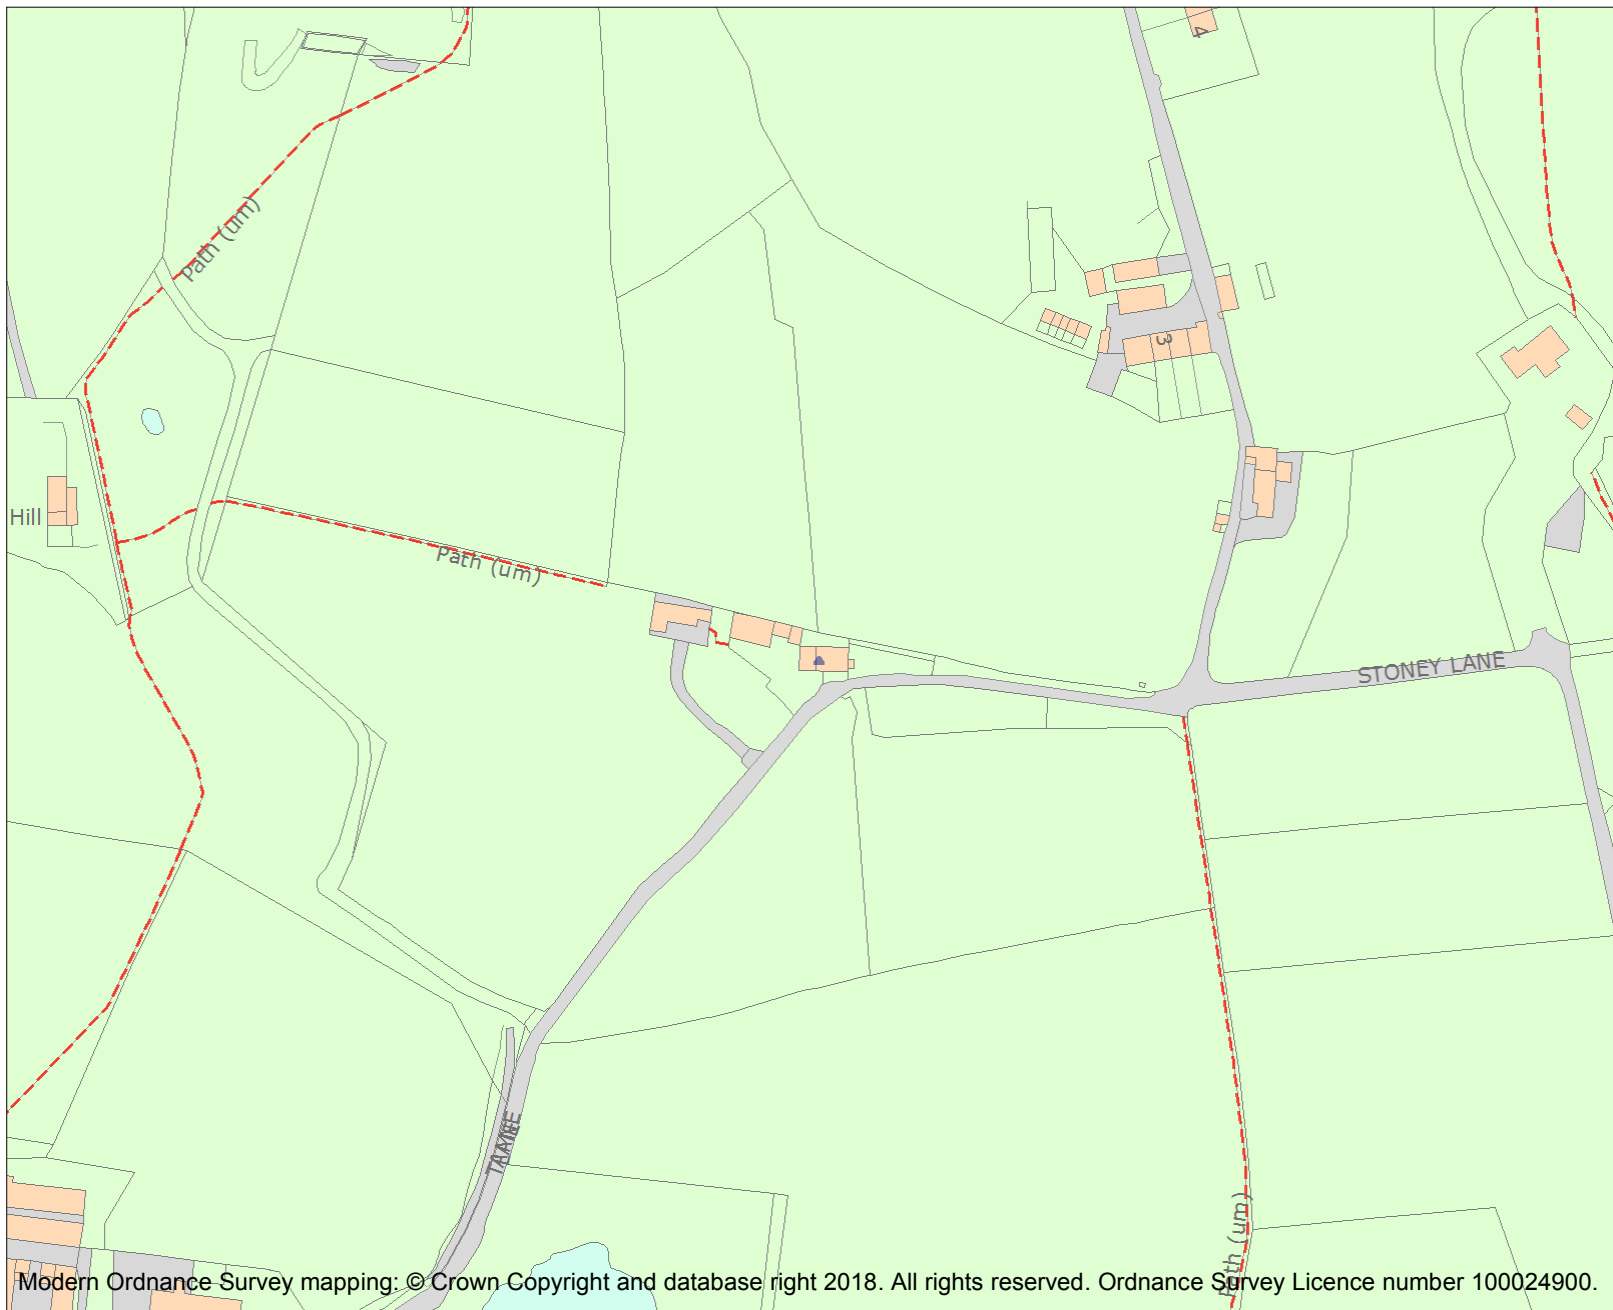 4
Path (um)
3
Hill
Path (um)
STONEY LANE
TAME
LANE
Path (um)
Modern Ordnance Survey mapping: © Crown Copyright and database right 2018. All rights reserved. Ordnance Survey Licence number 100024900.